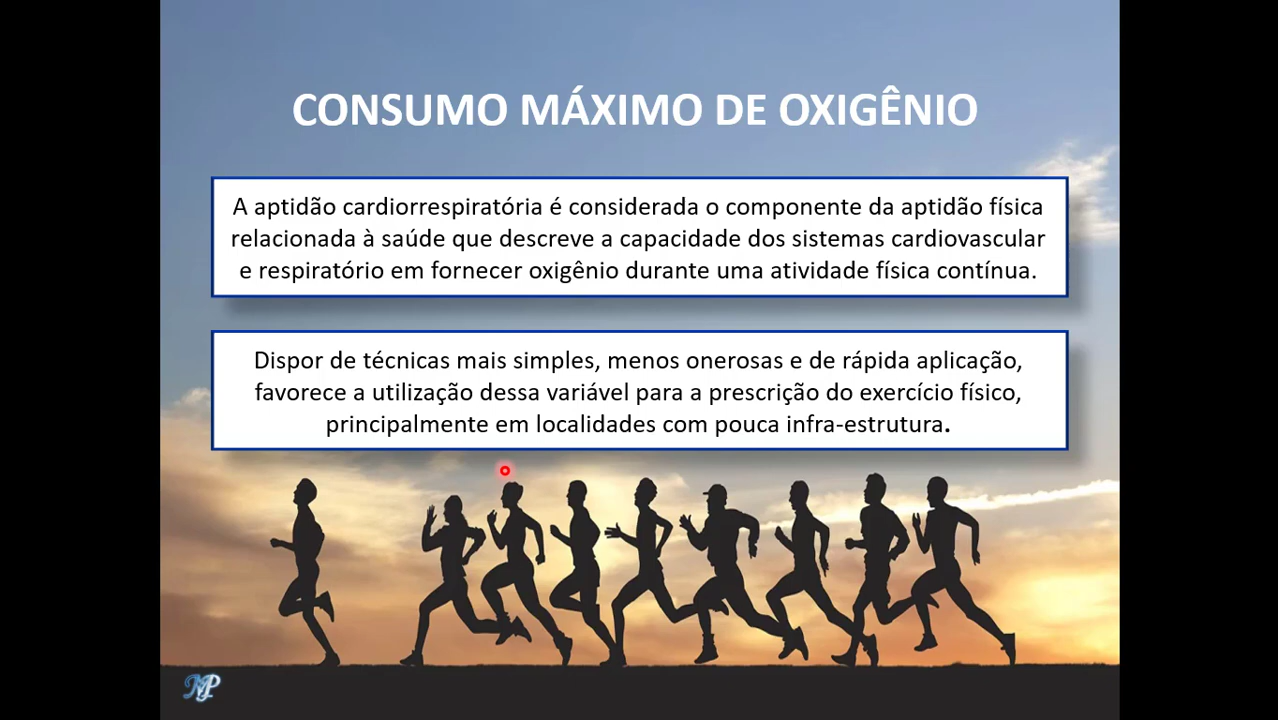 CONSUMO MÁXIMO DE OXIGÊNIO
A aptidão cardiorrespiratória é considerada o componente da aptidão física
relacionada à saúde que descreve a capacidade dos sistemas cardiovascular
e respiratório em fornecer oxigênio durante uma atividade física contínua.
Dispor de técnicas mais simples, menos onerosas e de rápida aplicação,
favorece a utilização dessa variável para a prescrição do exercício físico,
principalmente em localidades com pouca infra-estrutura.
MP